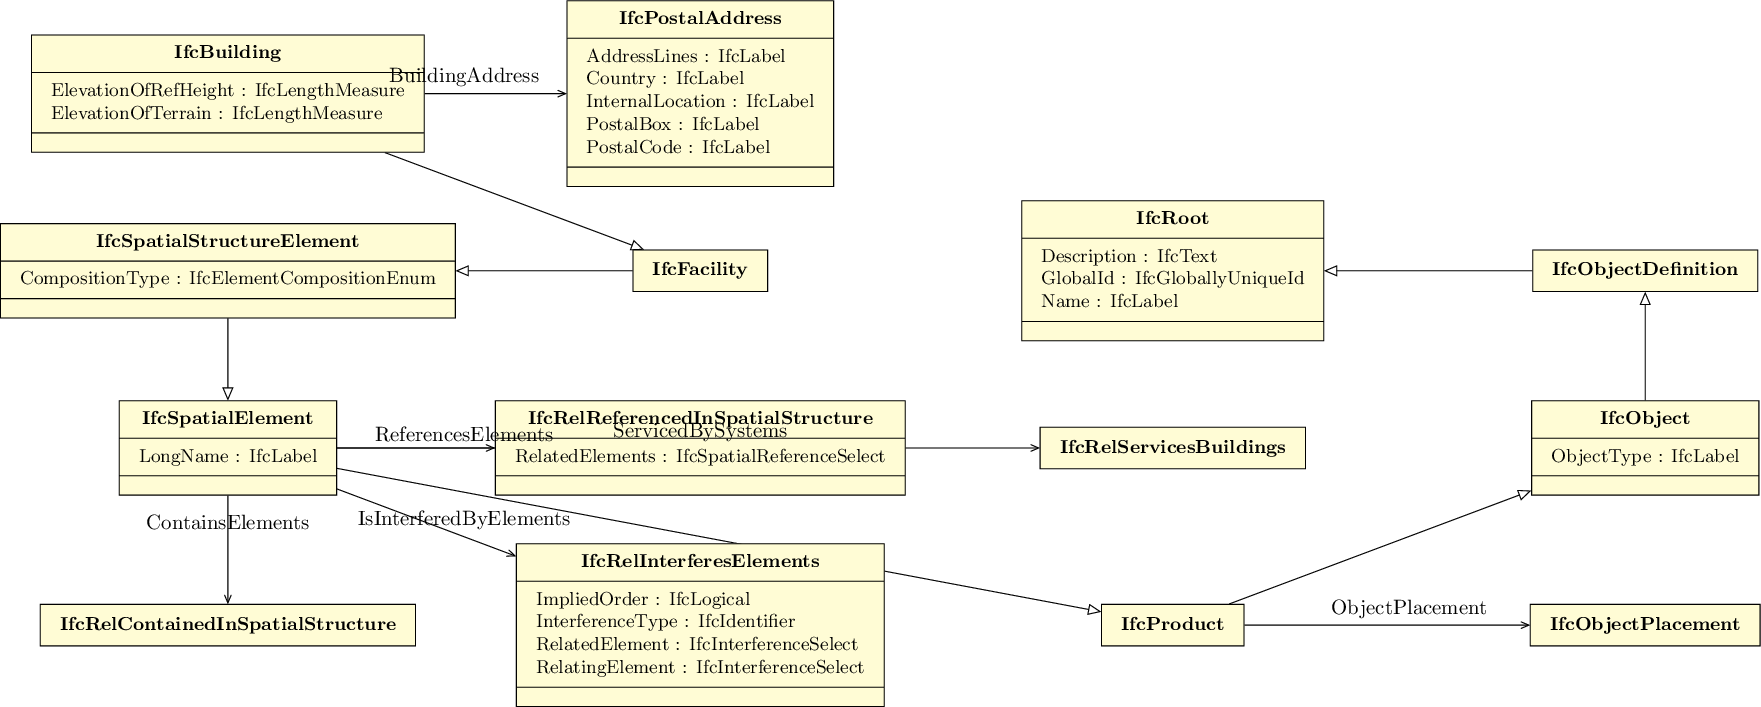 IfcPostalAddress
AddressLines : IfcLabel
Country : IfcLabel
InternalLocation : IfcLabel
PostalBox : IfcLabel
PostalCode : IfcLabel
IfcBuilding
ElevationOfRefHeight : IfcLengthMeasure
ElevationOfTerrain : IfcLengthMeasure
BuildingAddress
IfcSpatialStructureElement
CompositionType : IfcElementCompositionEnum
IfcFacility
IfcRoot
Description : IfcText
GlobalId : IfcGloballyUniqueId
Name : IfcLabel
IfcObjectDefinition
IfcSpatialElement
LongName : IfcLabel
ReferencesElements
IfcRelReferencedInSpatialStructure
RelatedElements : IfcSpatialReferenceSelect
ServicedBySystems
IfcRelServicesBuildings
IfcObject
ObjectType : IfcLabel
ContainsElements
IsInterferedByElements
IfcRelContainedInSpatialStructure
IfcRelInterferesElements
ImpliedOrder : IfcLogical
InterferenceType : IfcIdentifier
RelatedElement : IfcInterferenceSelect
RelatingElement : IfcInterferenceSelect
IfcProduct
ObjectPlacement
IfcObjectPlacement